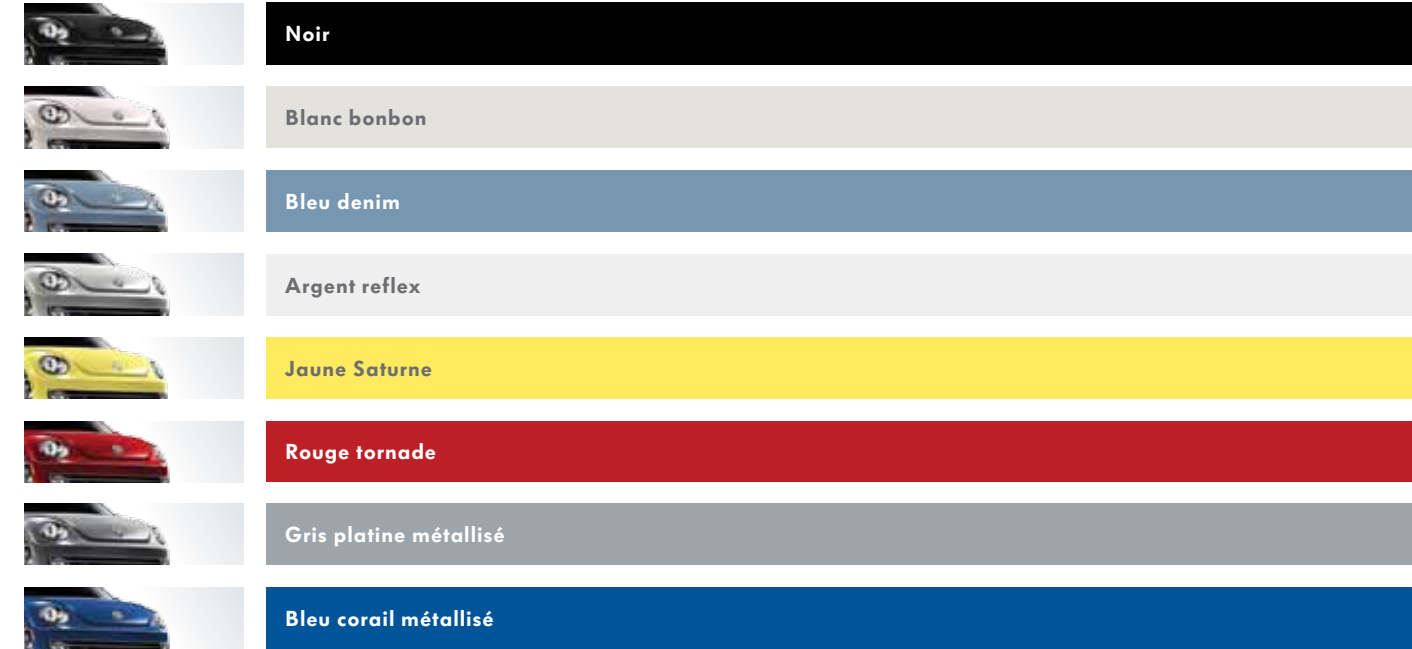 Noir
Blanc bonbon
Bleu denim
Argent reflex
Jaune Saturne
Rouge tornade
Gris platine métallisé
Bleu corail métallisé